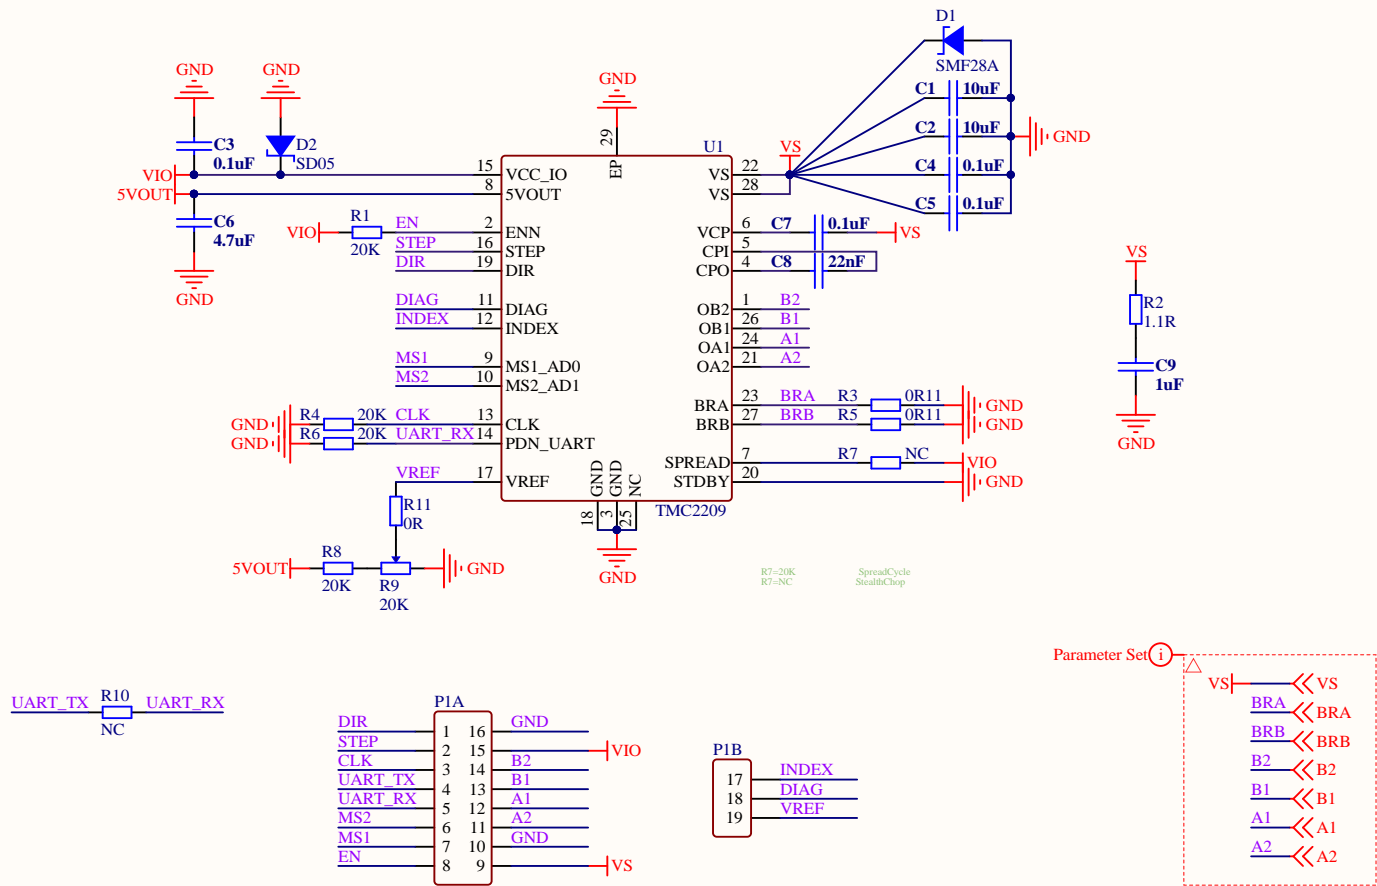 D1
SMF28A
C1 10uF
C2 10uF
GND
C4 0.1uF
C5 0.1uF
VS
GND
GND
C3
0.1uF
D2
SD05
VIO
5VOUT
C6
4.7uF
GND
GND
29
EP
U1
15 VCC_IO
8 5VOUT
VIO R1 EN 2 ENN
20K
STEP 16 STEP
DIR 19 DIR
DIAG 11 DIAG
INDEX 12 INDEX
MS1 9 MS1_AD0
MS2 10 MS2_AD1
GND R4 20K CLK 13 CLK
GND R6 20K UART_RX 14 PDN_UART
VREF 17 VREF
R11
0R
5VOUT R8 GND
20K R9
20K
VS 22
VS 28
VCP 6 C7 0.1uF VS
CPI 5
CPO 4 C8 22nF
OB2 1 B2
OB1 26 B1
OA1 24 A1
OA2 21 A2
BRA 23 BRA R3 0R11 GND
BRB 27 BRB R5 0R11 GND
SPREAD 7 R7 NC VIO
STDBY 20 GND
GND GND NC
18 3 25
TMC2209
GND
R7=20K SpreadCycle
R7=NC StealthChop
VS
R2
1.1R
C9
1uF
GND
UART_TX R10 UART_RX
NC
P1A
DIR 1 16 GND
STEP 2 15 VIO
CLK 3 14 B2
UART_TX 4 13 B1
UART_RX 5 12 A1
MS2 6 11 A2
MS1 7 10 GND
EN 8 9 VS
P1B
17 INDEX
18 DIAG
19 VREF
Parameter Set i
VS VS
BRA BRA
BRB BRB
B2 B2
B1 B1
A1 A1
A2 A2